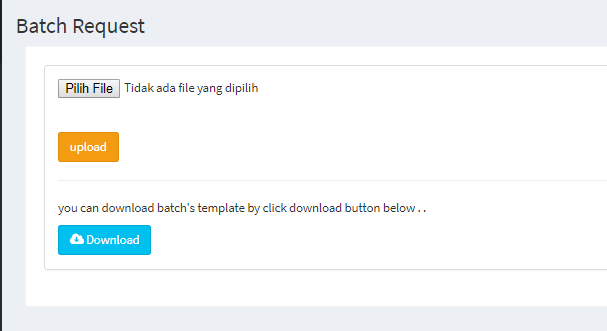 Batch Request
Pilih File Tidak ada file yang dipilih
upload
you can download batch's template by click download button below . .
Download